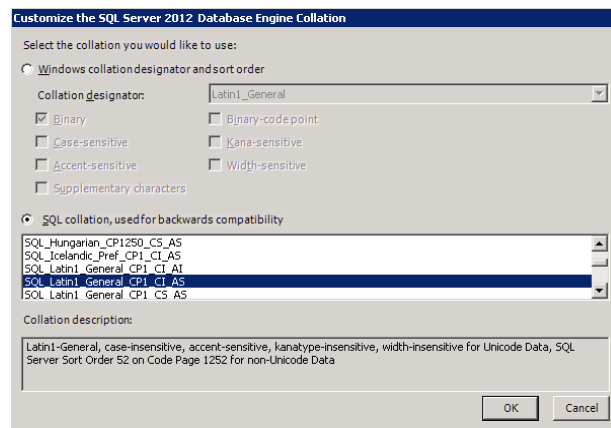 Customize the SQL Server 2012 Database Engine Collation
Select the collation you would like to use:
Windows collation designator and sort order
Collation designator: Latin1_General
Binary Binary-code point
Case-sensitive Kana-sensitive
Accent-sensitive Width-sensitive
Supplementary characters
SQL collation, used for backwards compatibility
SQL_Hungarian_CP1250_CS_AS
SQL_Icelandic_Pref_CP1_CI_AS
SQL_Latin1_General_CP1_CI_AI
SQL_Latin1_General_CP1_CI_AS
SQL_Latin1_General_CP1_CS_AS
Collation description:
Latin1-General, case-insensitive, accent-sensitive, kanatype-insensitive, width-insensitive for Unicode Data, SQL
Server Sort Order 52 on Code Page 1252 for non-Unicode Data
OK Cancel